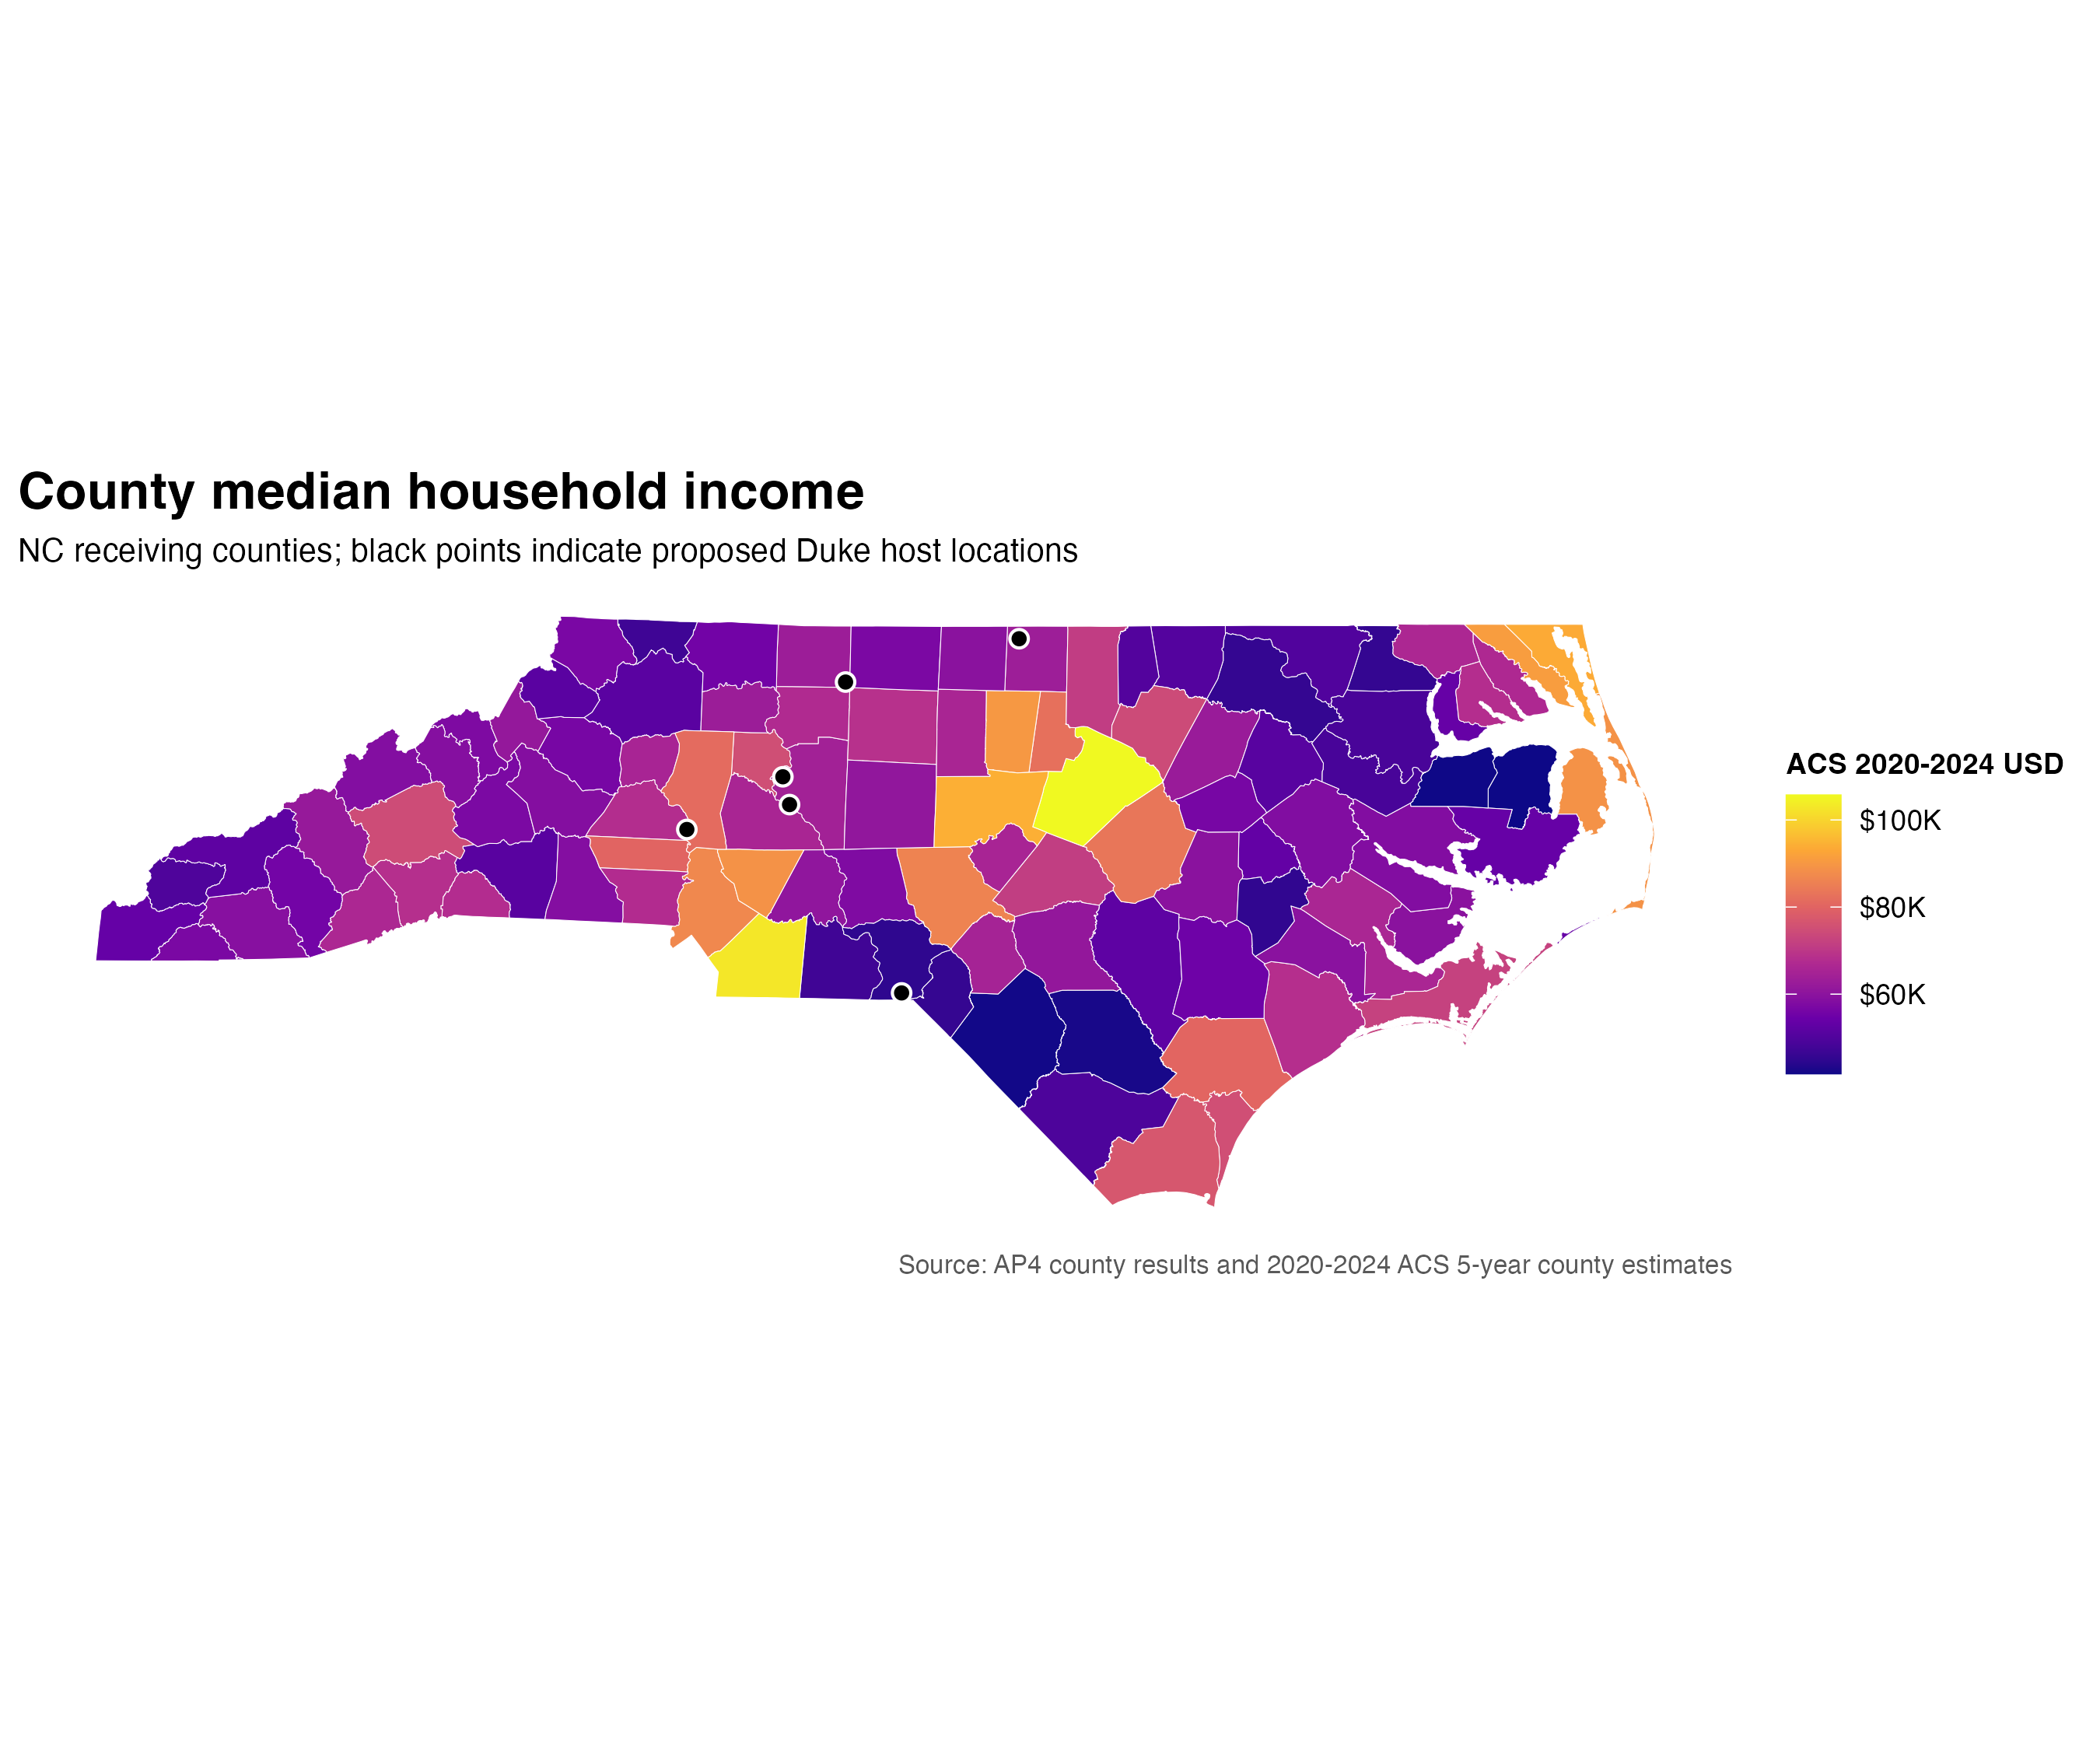 County median household income
NC receiving counties; black points indicate proposed Duke host locations
ACS 2020-2024 USD
$100K
$80K
$60K
Source: AP4 county results and 2020-2024 ACS 5-year county estimates